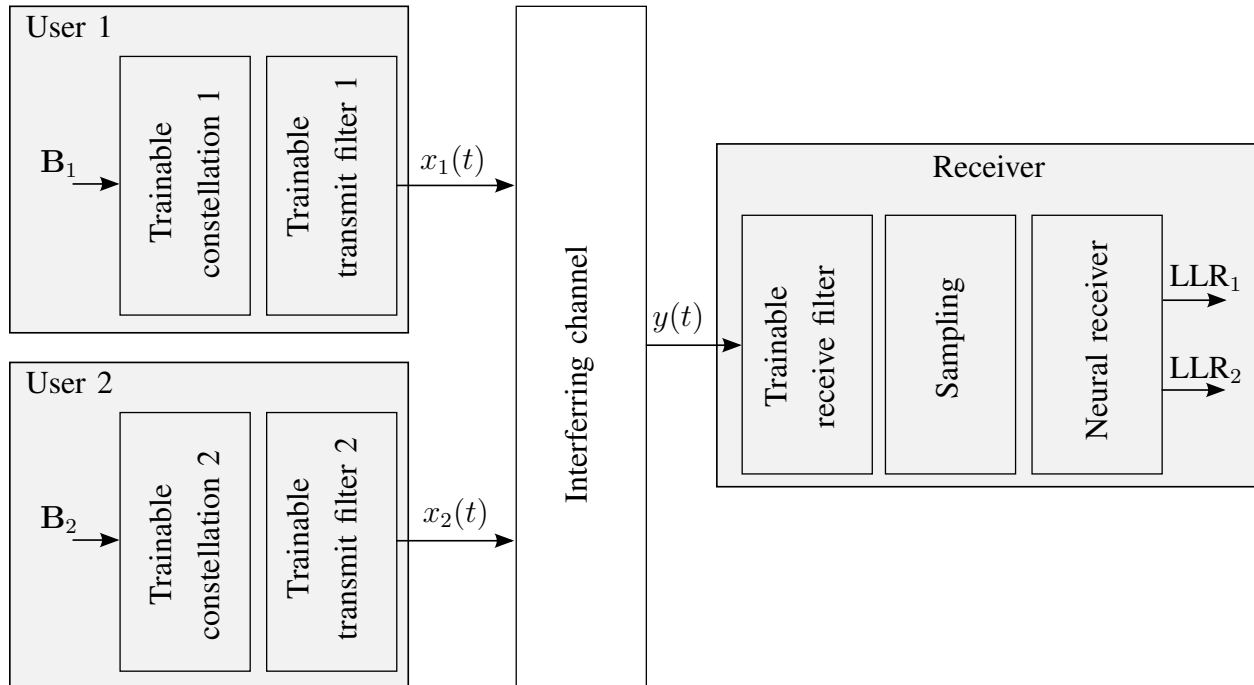 User 1
B₁
Trainable
constellation 1
Trainable
transmit filter 1
x₁(t)
User 2
B₂
Trainable
constellation 2
Trainable
transmit filter 2
x₂(t)
Interferring channel
y(t)
Receiver
Trainable
receive filter
Sampling
Neural receiver
LLR₁
LLR₂